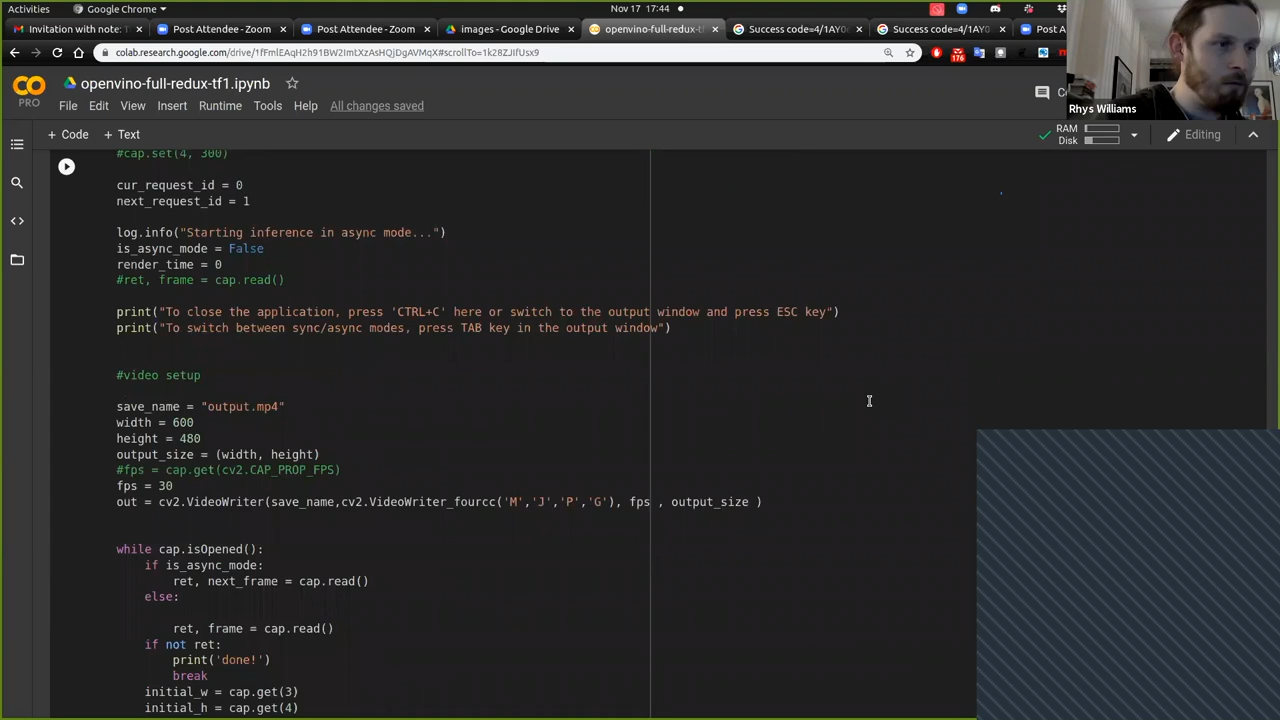 Activities
Google Chrome
Nov 17 17:44
Invitation with note: T
Post Attendee - Zoom
Post Attendee - Zoom
images - Google Drive
openvino-full-redux-tf1
Success code=4/1AY0
Success code=4/1AY0
Post A
colab.research.google.com/drive/1fFmlEAqH2h91BW2ImtXzAsHQjDgAVMqX#scrollTo=1k28ZJIfUsx9
176
CO
PRO
openvino-full-redux-tf1.ipynb
File Edit View Insert Runtime Tools Help All changes saved
Rhys Williams
+ Code + Text
RAM
Disk
Editing
#cap.set(4, 300)
cur_request_id = 0
next_request_id = 1
log.info("Starting inference in async mode...")
is_async_mode = False
render_time = 0
#ret, frame = cap.read()
print("To close the application, press 'CTRL+C' here or switch to the output window and press ESC key")
print("To switch between sync/async modes, press TAB key in the output window")
#video setup
save_name = "output.mp4"
width = 600
height = 480
output_size = (width, height)
#fps = cap.get(cv2.CAP_PROP_FPS)
fps = 30
out = cv2.VideoWriter(save_name,cv2.VideoWriter_fourcc('M','J','P','G'), fps , output_size )
while cap.isOpened():
if is_async_mode:
ret, next_frame = cap.read()
else:
ret, frame = cap.read()
if not ret:
print('done!')
break
initial_w = cap.get(3)
initial_h = cap.get(4)